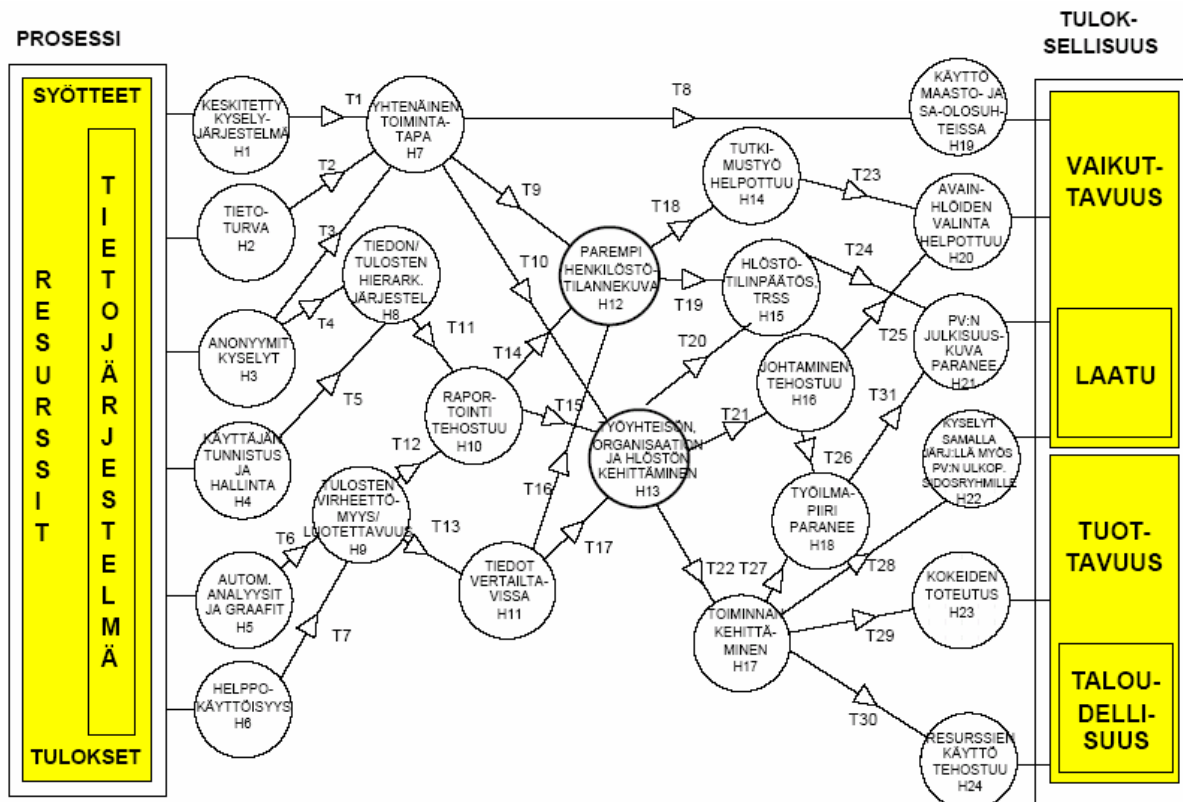 PROSESSI
SYÖTTEET
RESURSSIT
TIETOJÄRJESTELMÄ
TULOKSET
KESKITETTY
KYSELY-
JÄRJESTELMÄ
H1
TIETO-
TURVA
H2
ANONYYMIT
KYSELYT
H3
KÄYTTÄJÄN
TUNNISTUS
JA
HALLINTA
H4
AUTOM.
ANALYYSIT
JA GRAAFIT
H5
HELPPO-
KÄYTTÖISYYS
H6
T1
T2
T3
T4
T5
T6
T7
YHTENÄINEN
TOIMINTA-
TAPA
H7
TIEDON/
TULOSTEN
HIERARK.
JÄRJESTEL.
H8
TULOSTEN
VIRHEETTÖ-
MYYS/
LUOTETTAVUUS
H9
T8
T9
T10
T11
T12
T13
RAPOR-
TOINTI
TEHOSTUU
H10
TIEDOT
VERTAILTA-
VISSA
H11
T14
T15
T16
T17
PAREMPI
HENKILÖSTÖ-
TILANNEKUVA
H12
TYÖYHTEISÖN,
ORGANISAATION
JA HLÖSTÖN
KEHITTÄMINEN
H13
T18
T19
T20
T21
T22
TUTKI-
MUSTYÖ
HELPOTTUU
H14
HLÖSTÖ-
TILINPÄÄTÖS,
TRSS
H15
JOHTAMINEN
TEHOSTUU
H16
TOIMINNAN
KEHITTÄ-
MINEN
H17
TYÖILMA-
PIIRI
PARANEE
H18
T23
T24
T25
T26
T27
T28
T29
T30
T31
KÄYTTÖ
MAASTO- JA
SA-OLOSUH-
TEISSA
H19
AVAIN-
HLÖIDEN
VALINTA
HELPOTTUU
H20
PV:N
JULKISUUS-
KUVA
PARANEE
H21
KYSELYT
SAMALLA
JÄRJ:LLÄ MYÖS
PV:N ULKOP.
SIDOSRYHMILLE
H22
KOKEIDEN
TOTEUTUS
H23
RESURSSIEN
KÄYTTÖ
TEHOSTUU
H24
TULOK-
SELLISUUS
VAIKUT-
TAVUUS
LAATU
TUOT-
TAVUUS
TALOU-
DELLI-
SUUS